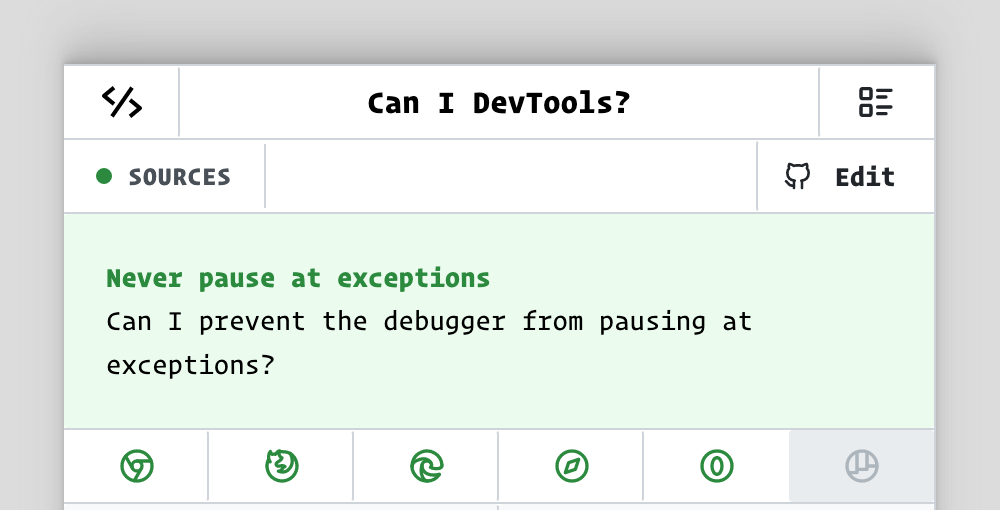 Can I DevTools?
SOURCES
Edit
Never pause at exceptions
Can I prevent the debugger from pausing at
exceptions?